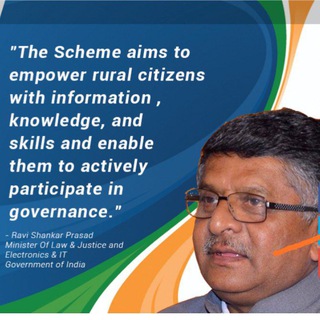 "The Scheme aims to
empower rural citizens
with information ,
knowledge, and
skills and enable
them to actively
participate in
governance."
- Ravi Shankar Prasad
Minister Of Law & Justice and
Electronics & IT
Government of India